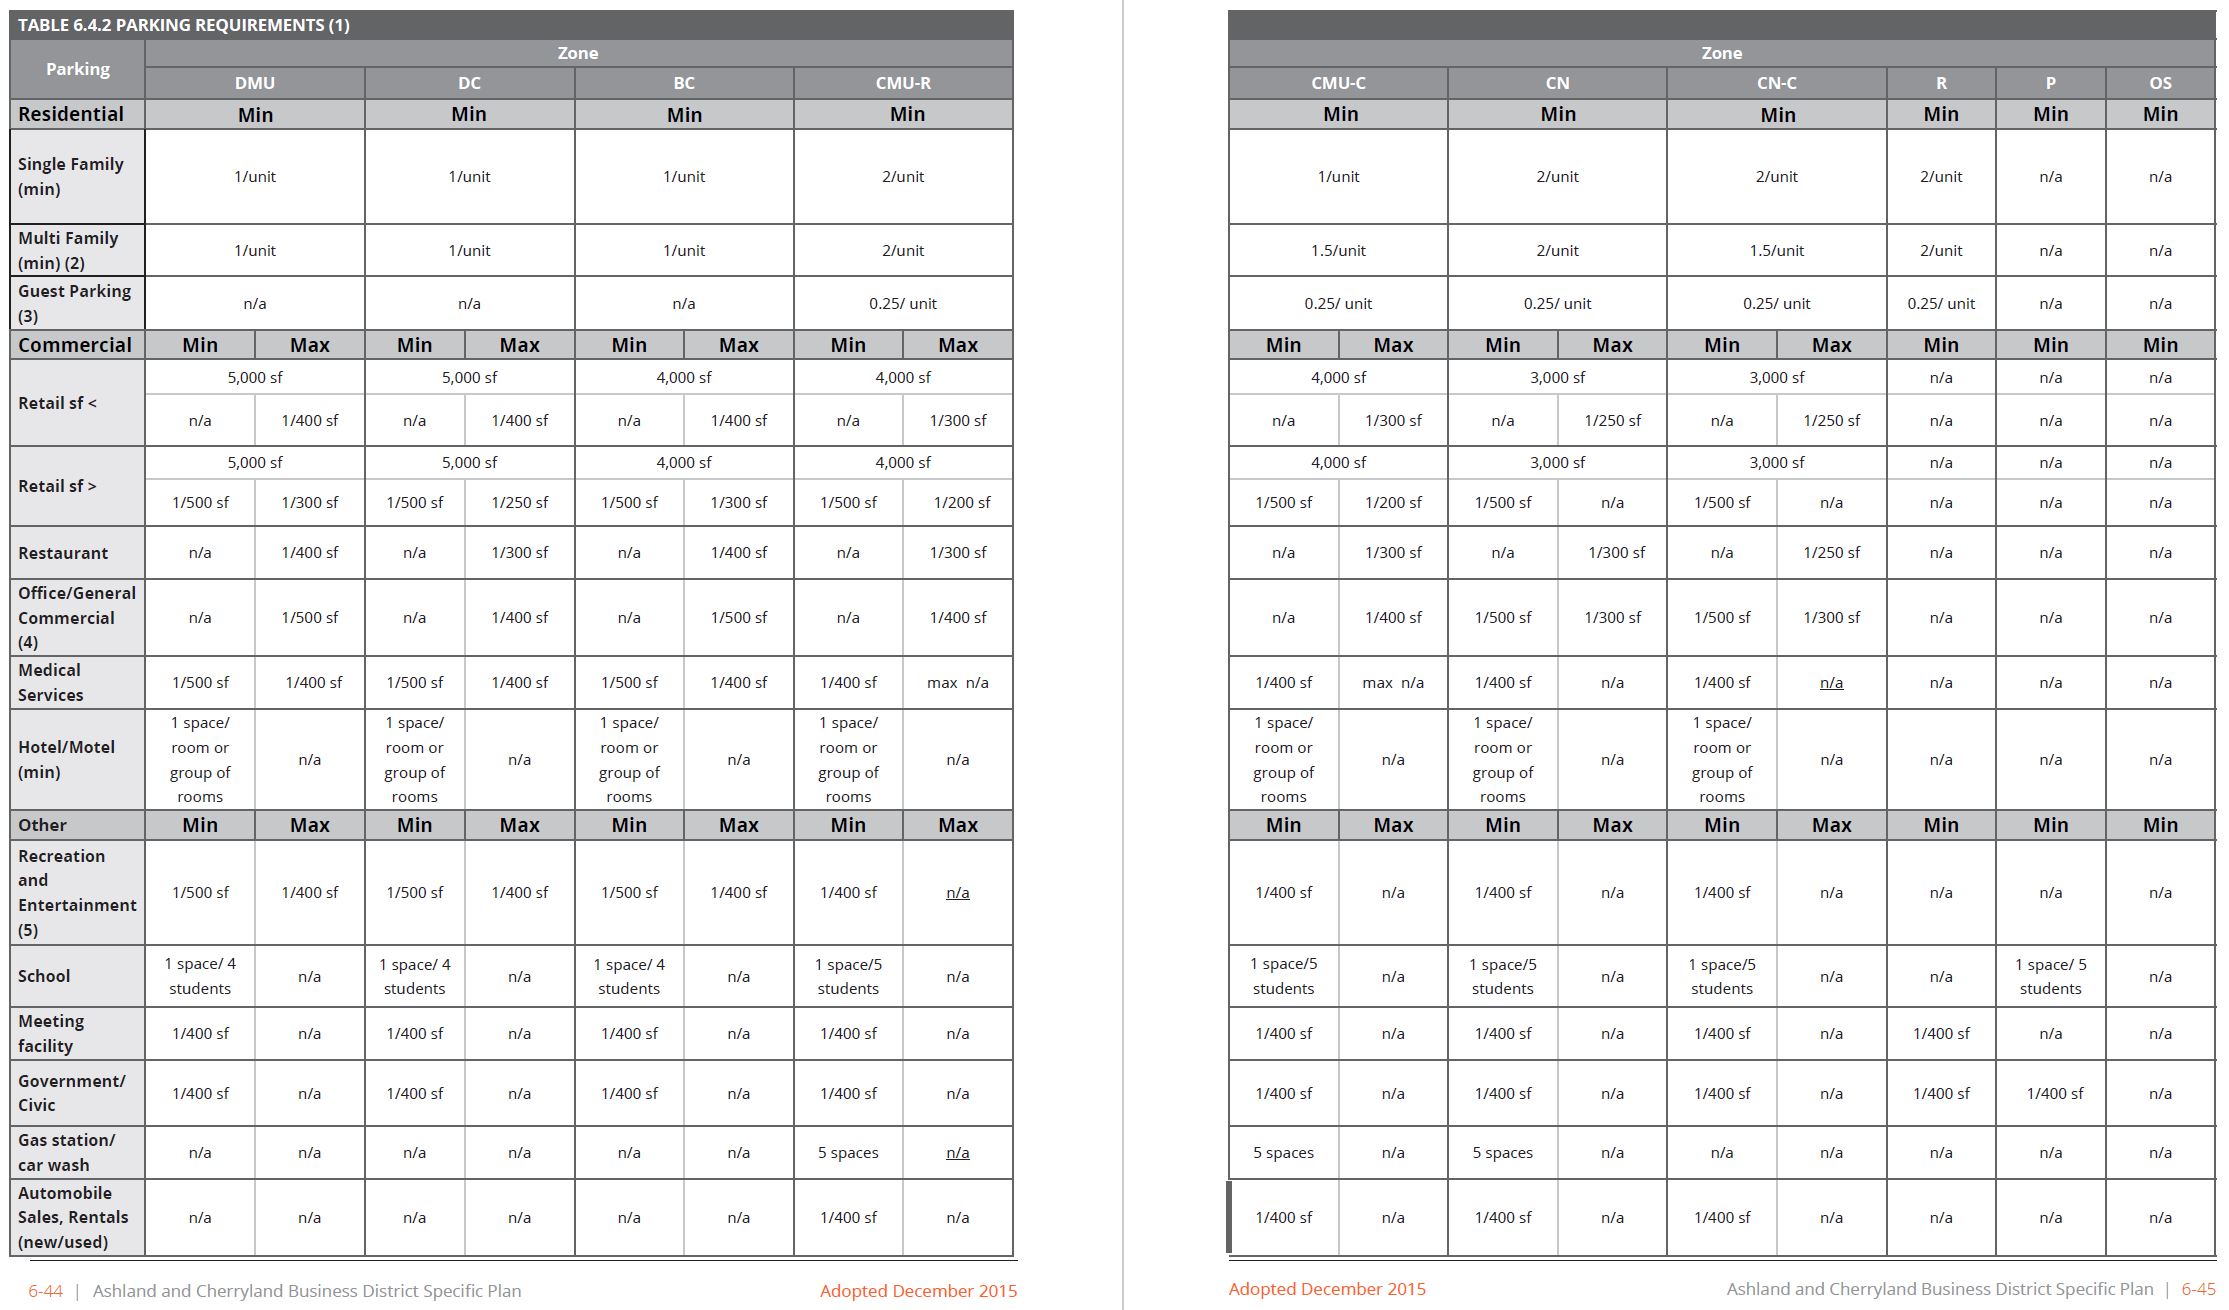 TABLE 6.4.2 PARKING REQUIREMENTS (1)
Parking Zone
DMU DC BC CMU-R
Residential Min Min Min Min
Single Family (min) 1/unit 1/unit 1/unit 2/unit
Multi Family (min) (2) 1/unit 1/unit 1/unit 2/unit
Guest Parking (3) n/a n/a n/a 0.25/ unit
Commercial Min Max Min Max Min Max Min Max
Retail sf < 5,000 sf 5,000 sf 4,000 sf 4,000 sf
n/a 1/400 sf n/a 1/400 sf n/a 1/400 sf n/a 1/300 sf
Retail sf > 5,000 sf 5,000 sf 4,000 sf 4,000 sf
1/500 sf 1/300 sf 1/500 sf 1/250 sf 1/500 sf 1/300 sf 1/500 sf 1/200 sf
Restaurant n/a 1/400 sf n/a 1/300 sf n/a 1/400 sf n/a 1/300 sf
Office/General Commercial (4) n/a 1/500 sf n/a 1/400 sf n/a 1/500 sf n/a 1/400 sf
Medical Services 1/500 sf 1/400 sf 1/500 sf 1/400 sf 1/500 sf 1/400 sf 1/400 sf max n/a
Hotel/Motel (min) 1 space/ room or group of rooms n/a 1 space/ room or group of rooms n/a 1 space/ room or group of rooms n/a 1 space/ room or group of rooms n/a
Other Min Max Min Max Min Max Min Max
Recreation and Entertainment (5) 1/500 sf 1/400 sf 1/500 sf 1/400 sf 1/500 sf 1/400 sf 1/400 sf n/a
School 1 space/ 4 students n/a 1 space/ 4 students n/a 1 space/ 4 students n/a 1 space/5 students n/a
Meeting facility 1/400 sf n/a 1/400 sf n/a 1/400 sf n/a 1/400 sf n/a
Government/ Civic 1/400 sf n/a 1/400 sf n/a 1/400 sf n/a 1/400 sf n/a
Gas station/ car wash n/a n/a n/a n/a n/a n/a 5 spaces n/a
Automobile Sales, Rentals (new/used) n/a n/a n/a n/a n/a n/a 1/400 sf n/a
6-44 | Ashland and Cherryland Business District Specific Plan Adopted December 2015
Zone
CMU-C CN CN-C R P OS
Min Min Min Min Min Min
1/unit 2/unit 2/unit 2/unit n/a n/a
1.5/unit 2/unit 1.5/unit 2/unit n/a n/a
0.25/ unit 0.25/ unit 0.25/ unit 0.25/ unit n/a n/a
Min Max Min Max Min Max Min Min Min
4,000 sf 3,000 sf 3,000 sf n/a n/a n/a
n/a 1/300 sf n/a 1/250 sf n/a 1/250 sf n/a n/a n/a
4,000 sf 3,000 sf 3,000 sf n/a n/a n/a
1/500 sf 1/200 sf 1/500 sf n/a 1/500 sf n/a n/a n/a n/a
n/a 1/300 sf n/a 1/300 sf n/a 1/250 sf n/a n/a n/a
n/a 1/400 sf 1/500 sf 1/300 sf 1/500 sf 1/300 sf n/a n/a n/a
1/400 sf max n/a 1/400 sf n/a 1/400 sf n/a n/a n/a n/a
1 space/ room or group of rooms n/a 1 space/ room or group of rooms n/a 1 space/ room or group of rooms n/a n/a n/a n/a
Min Max Min Max Min Max Min Min Min
1/400 sf n/a 1/400 sf n/a 1/400 sf n/a n/a n/a n/a
1 space/5 students n/a 1 space/5 students n/a 1 space/5 students n/a n/a 1 space/ 5 students n/a
1/400 sf n/a 1/400 sf n/a 1/400 sf n/a 1/400 sf n/a n/a
1/400 sf n/a 1/400 sf n/a 1/400 sf n/a 1/400 sf 1/400 sf n/a
5 spaces n/a 5 spaces n/a n/a n/a n/a n/a n/a
1/400 sf n/a 1/400 sf n/a 1/400 sf n/a n/a n/a n/a
Adopted December 2015 Ashland and Cherryland Business District Specific Plan | 6-45